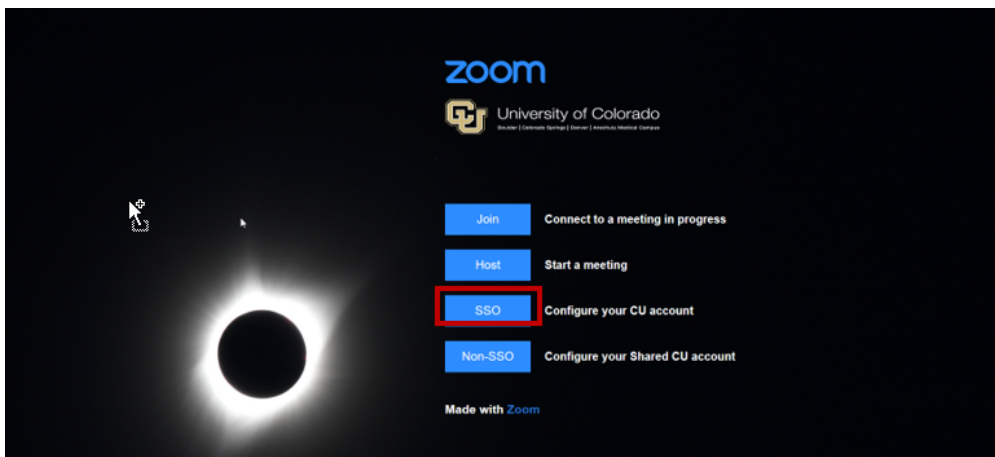 zoom
CU University of Colorado
Boulder | Colorado Springs | Denver | Anschutz Medical Campus
Join Connect to a meeting in progress
Host Start a meeting
SSO Configure your CU account
Non-SSO Configure your Shared CU account
Made with Zoom